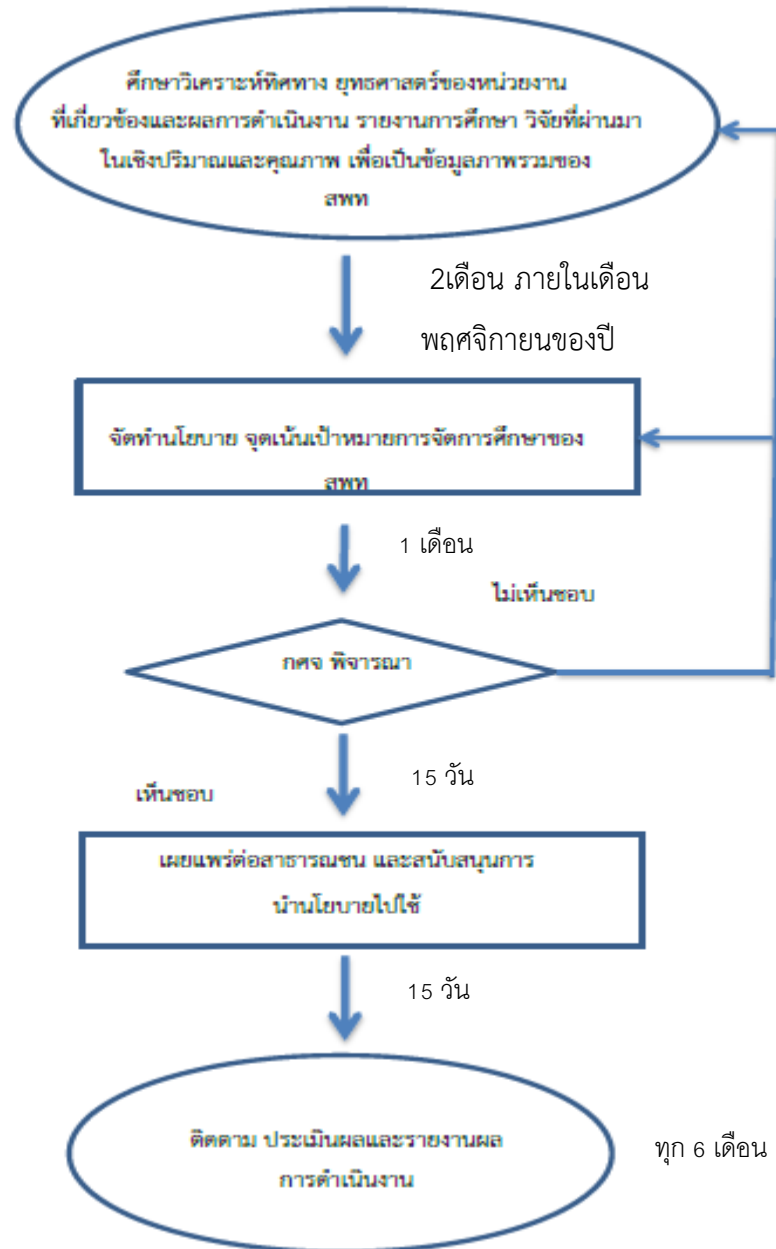 ศึกษาวิเคราะห์ทิศทาง ยุทธศาสตร์ของหน่วยงาน
ที่เกี่ยวข้องและผลการดำเนินงาน รายงานการศึกษา วิจัยที่ผ่านมา
ในเชิงปริมาณและคุณภาพ เพื่อเป็นข้อมูลภาพรวมของ
สพท
2เดือน ภายในเดือน
พฤศจิกายนของปี
จัดทำนโยบาย จุดเน้นเป้าหมายการจัดการศึกษาของ
สพท
1 เดือน
ไม่เห็นชอบ
กศจ พิจารณา
15 วัน
เห็นชอบ
เผยแพร่ต่อสาธารณชน และสนับสนุนการ
นำนโยบายไปใช้
15 วัน
ติดตาม ประเมินผลและรายงานผล
การดำเนินงาน
ทุก 6 เดือน